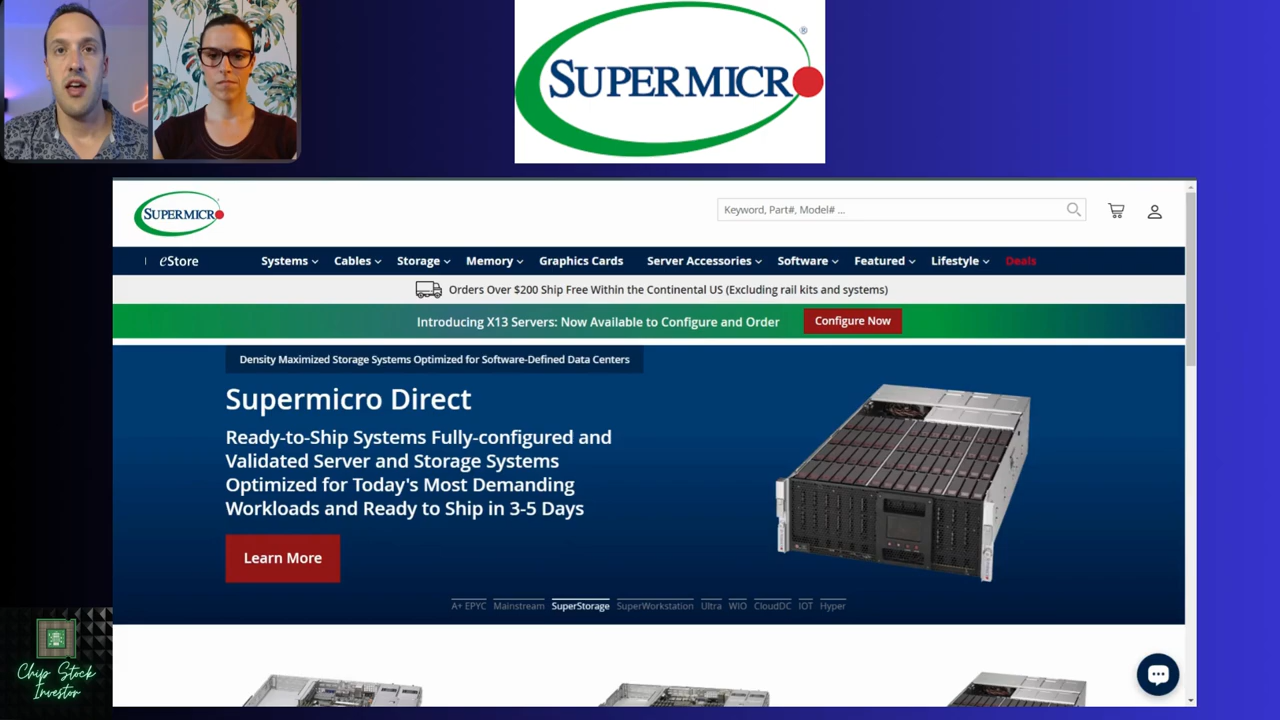 SUPERMICRO
®
SUPERMICRO
Keyword, Part#, Model# ...
eStore
Systems
Cables
Storage
Memory
Graphics Cards
Server Accessories
Software
Featured
Lifestyle
Deals
Orders Over $200 Ship Free Within the Continental US (Excluding rail kits and systems)
Introducing X13 Servers: Now Available to Configure and Order
Configure Now
Density Maximized Storage Systems Optimized for Software-Defined Data Centers
Supermicro Direct
Ready-to-Ship Systems Fully-configured and
Validated Server and Storage Systems
Optimized for Today's Most Demanding
Workloads and Ready to Ship in 3-5 Days
Learn More
A+ EPYC
Mainstream
SuperStorage
SuperWorkstation
Ultra
WIO
CloudDC
IOT
Hyper
Chip Stock
Investor